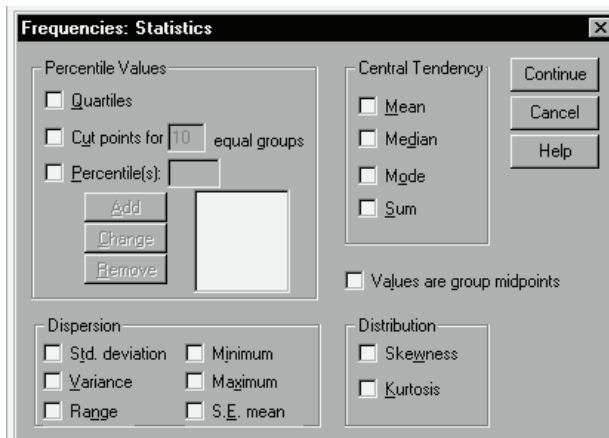 Frequencies: Statistics
Percentile Values
Quartiles
Cut points for 10 equal groups
Percentile(s):
Add
Change
Remove
Central Tendency
Mean
Median
Mode
Sum
Continue
Cancel
Help
Values are group midpoints
Dispersion
Std. deviation
Minimum
Variance
Maximum
Range
S.E. mean
Distribution
Skewness
Kurtosis